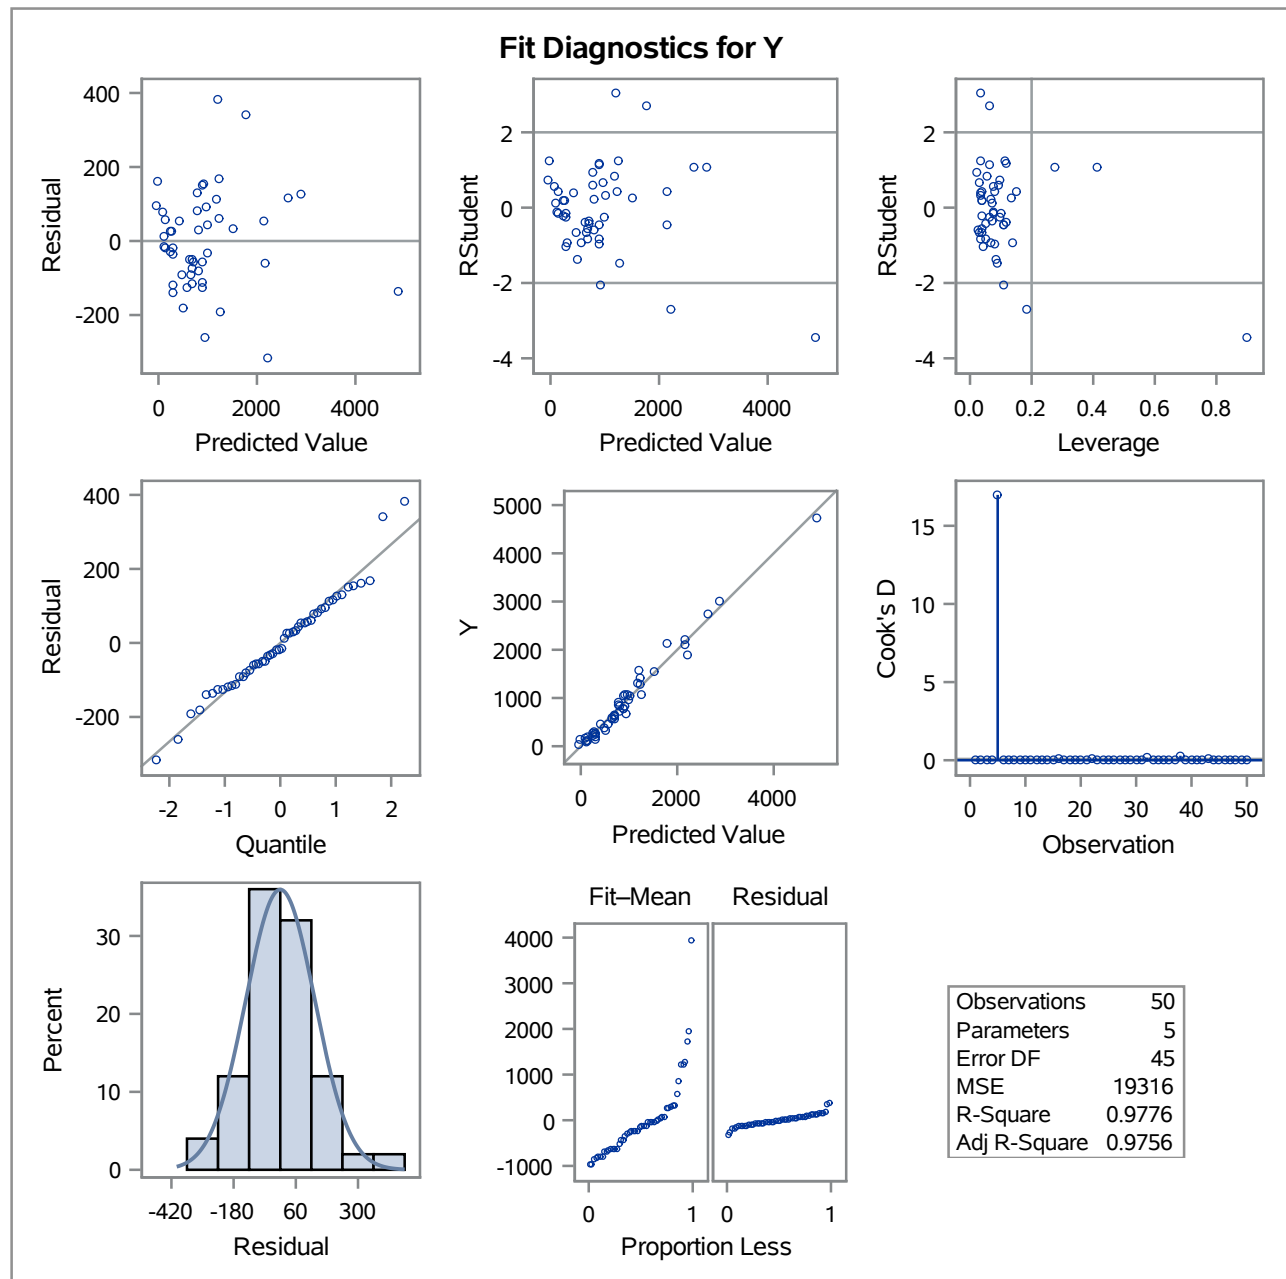 Fit Diagnostics for Y
400
200
0
-200
Residual
0 2000 4000
Predicted Value
2
0
-2
-4
RStudent
0 2000 4000
Predicted Value
2
0
-2
-4
RStudent
0.0 0.2 0.4 0.6 0.8
Leverage
400
200
0
-200
Residual
-2 -1 0 1 2
Quantile
5000
4000
3000
2000
1000
0
Y
0 2000 4000
Predicted Value
15
10
5
0
Cook's D
0 10 20 30 40 50
Observation
30
20
10
0
Percent
-420 -180 60 300
Residual
Fit–Mean Residual
4000
3000
2000
1000
0
-1000
0 1 0 1
Proportion Less
Observations 50
Parameters 5
Error DF 45
MSE 19316
R-Square 0.9776
Adj R-Square 0.9756